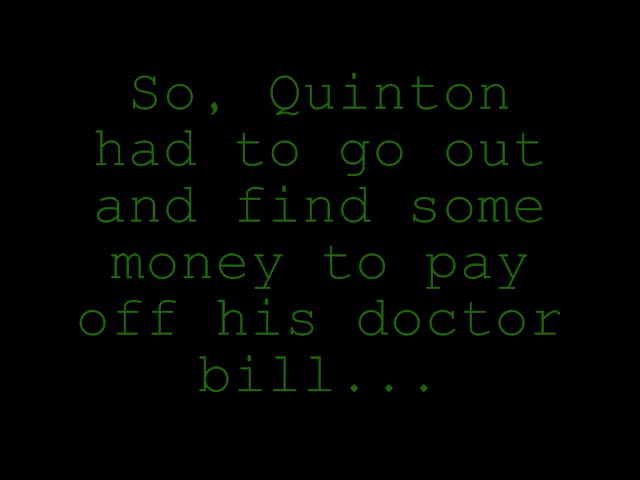 So, Quinton
had to go out
and find some
money to pay
off his doctor
bill...